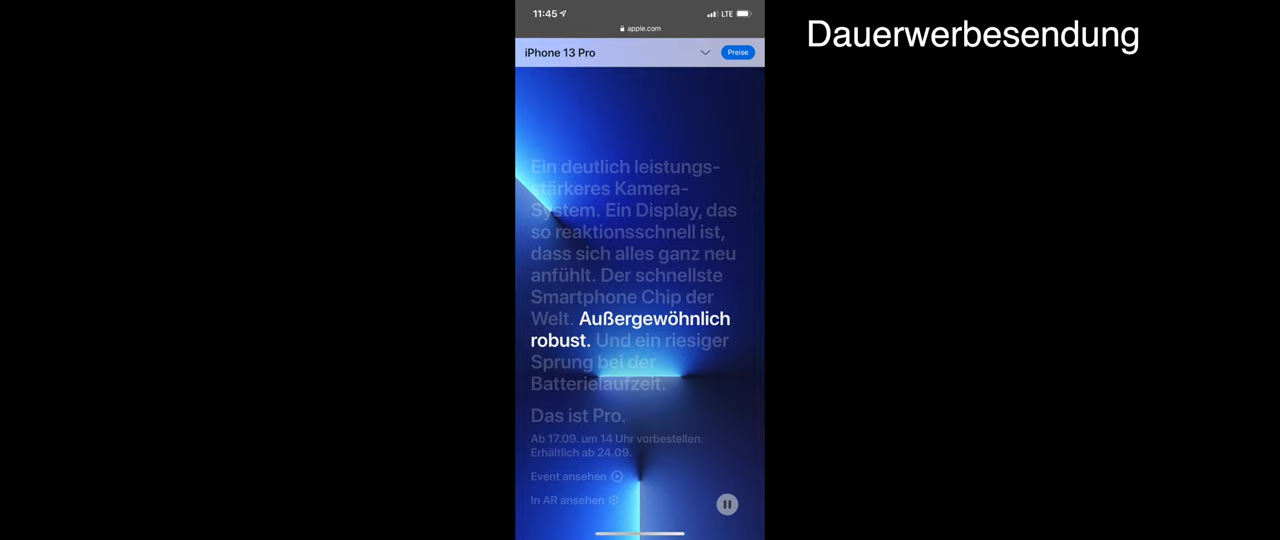 11:45
LTE
apple.com
Dauerwerbesendung
iPhone 13 Pro
Preise
Ein deutlich leistungs-
stärkeres Kamera-
System. Ein Display, das
so reaktionsschnell ist,
dass sich alles ganz neu
anfühlt. Der schnellste
Smartphone Chip der
Welt. Außergewöhnlich
robust. Und ein riesiger
Sprung bei der
Batterielaufzeit.
Das ist Pro.
Ab 17.09. um 14 Uhr vorbestellen.
Erhältlich ab 24.09.
Event ansehen
In AR ansehen